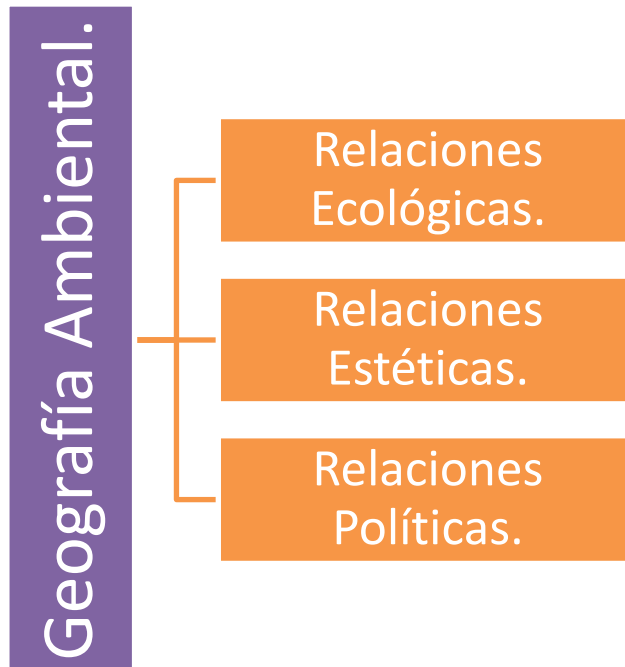 Geografía Ambiental.
Relaciones
Ecológicas.
Relaciones
Estéticas.
Relaciones
Políticas.